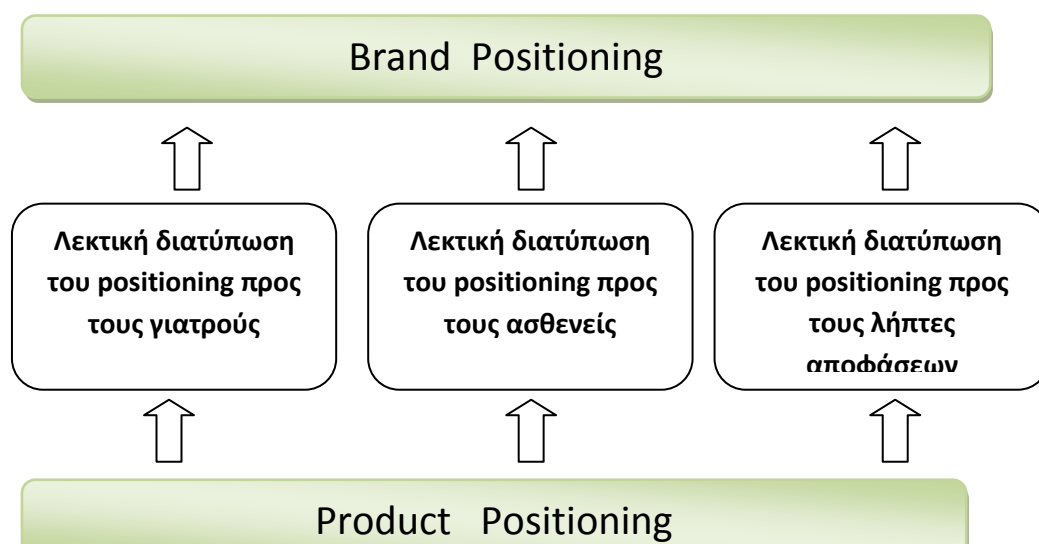 Brand Positioning
Λεκτική διατύπωση
του positioning προς
τους γιατρούς
Λεκτική διατύπωση
του positioning προς
τους ασθενείς
Λεκτική διατύπωση
του positioning προς
τους λήπτες
αποφάσεων
Product Positioning